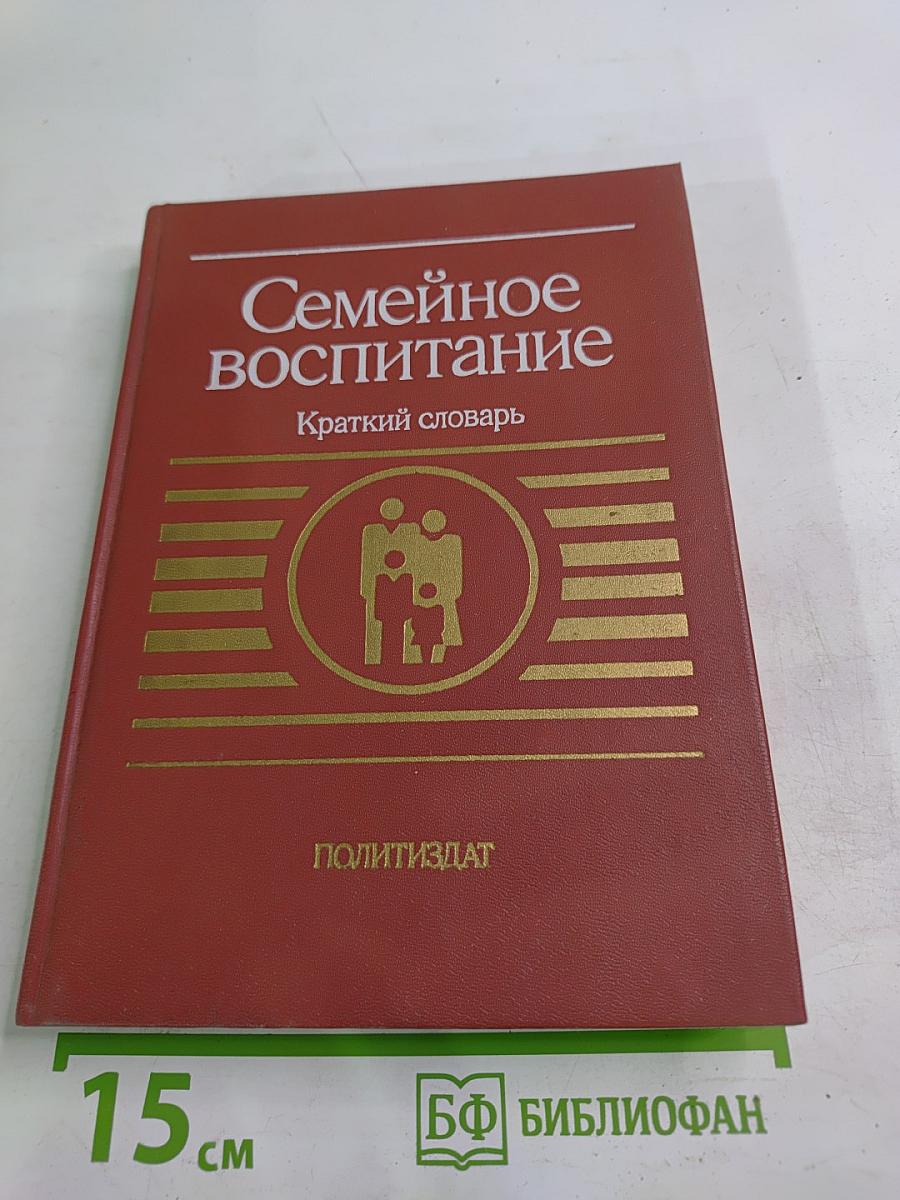 Семейное
воспитание
Краткий словарь
ПОЛИТИЗДАТ
15 см
БФ БИБЛИОФАН